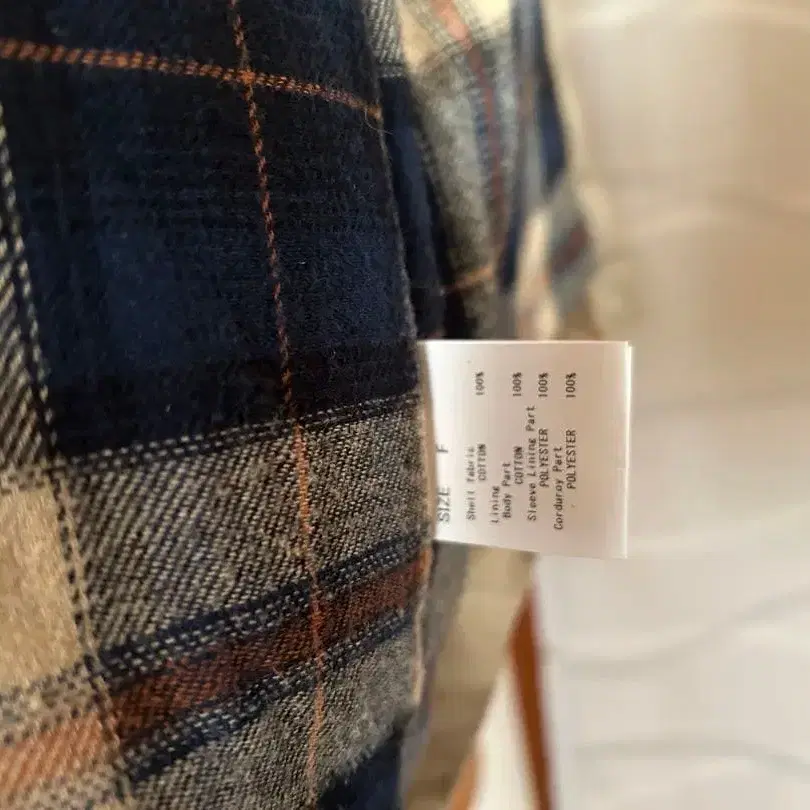 SIZE F
Shell Fabric
COTTON 100%
Lining
Body Part
COTTON 100%
Sleeve Lining Part
POLYESTER 100%
Corduroy Part
POLYESTER 100%